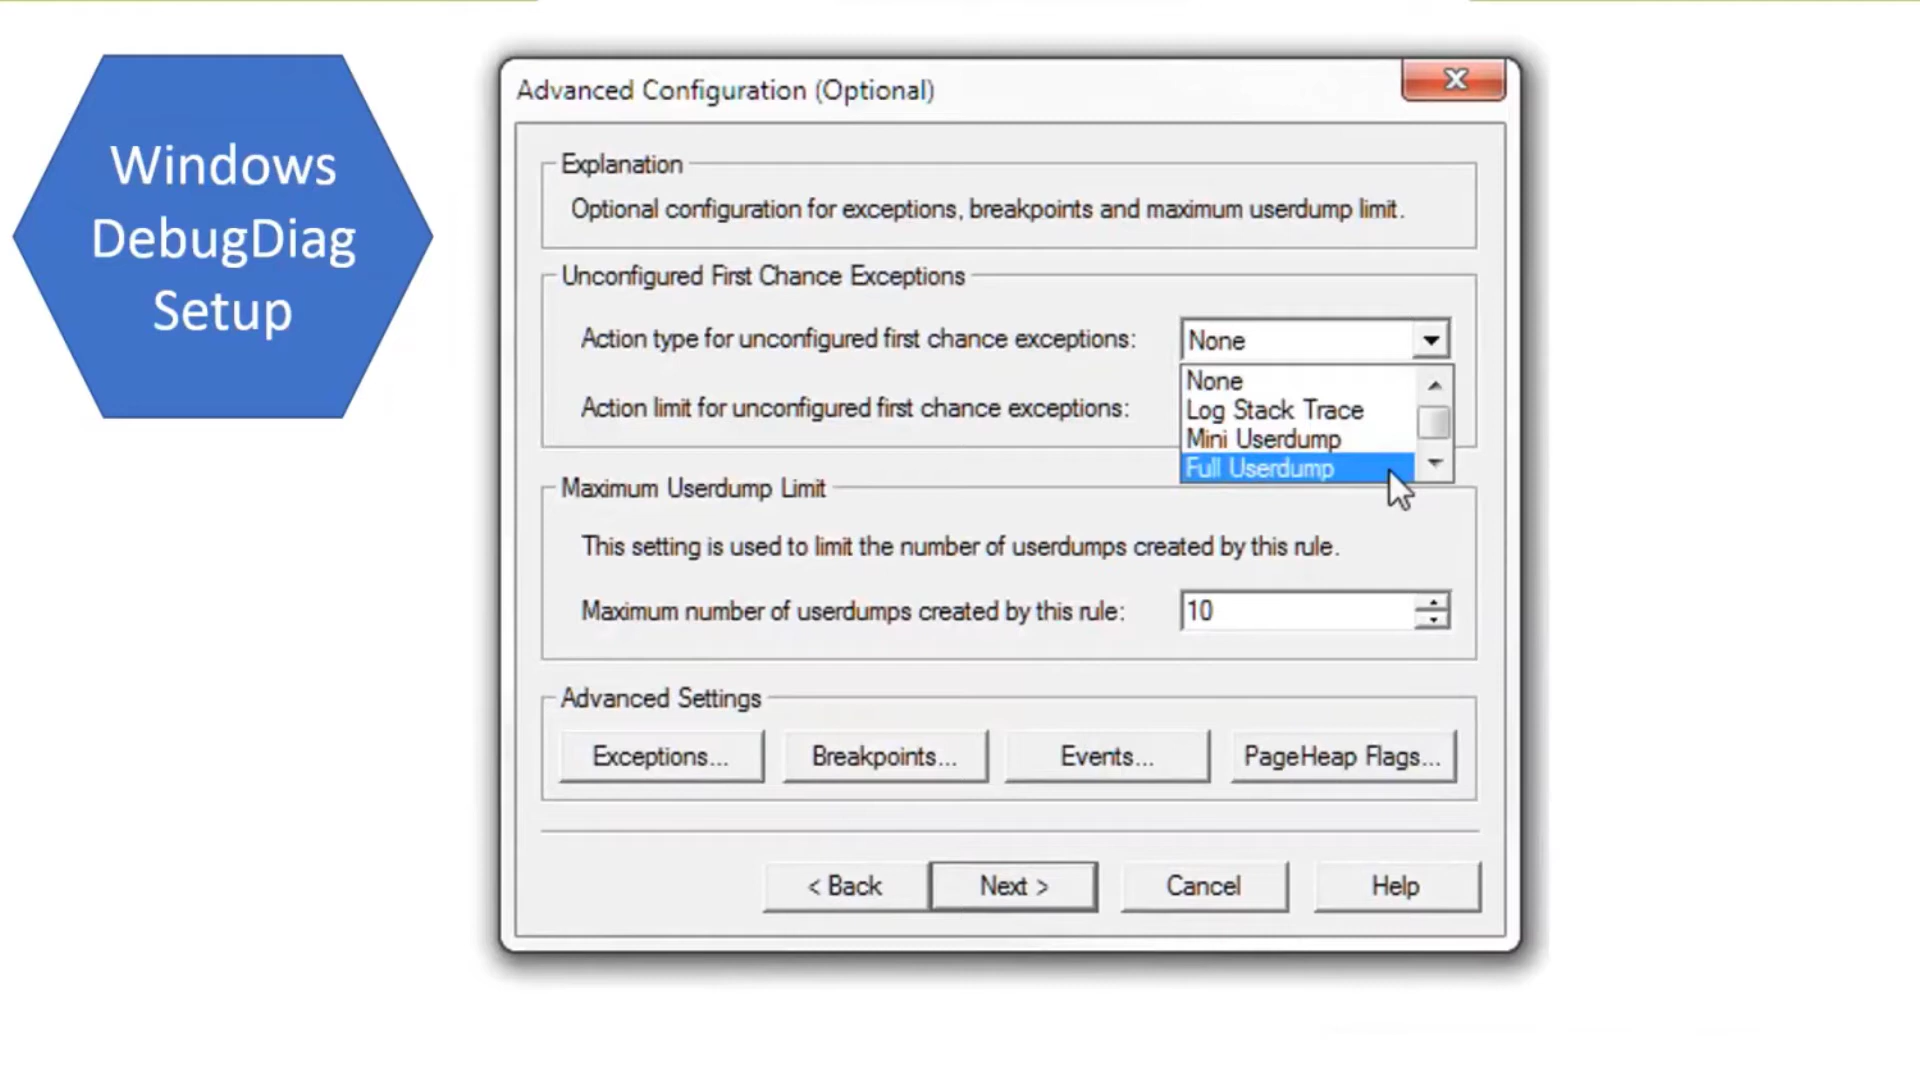 Windows
DebugDiag
Setup
Advanced Configuration (Optional)
Explanation
Optional configuration for exceptions, breakpoints and maximum userdump limit.
Unconfigured First Chance Exceptions
Action type for unconfigured first chance exceptions:
None
None
Log Stack Trace
Mini Userdump
Full Userdump
Action limit for unconfigured first chance exceptions:
Maximum Userdump Limit
This setting is used to limit the number of userdumps created by this rule.
Maximum number of userdumps created by this rule:
10
Advanced Settings
Exceptions...
Breakpoints...
Events...
PageHeap Flags...
< Back
Next >
Cancel
Help